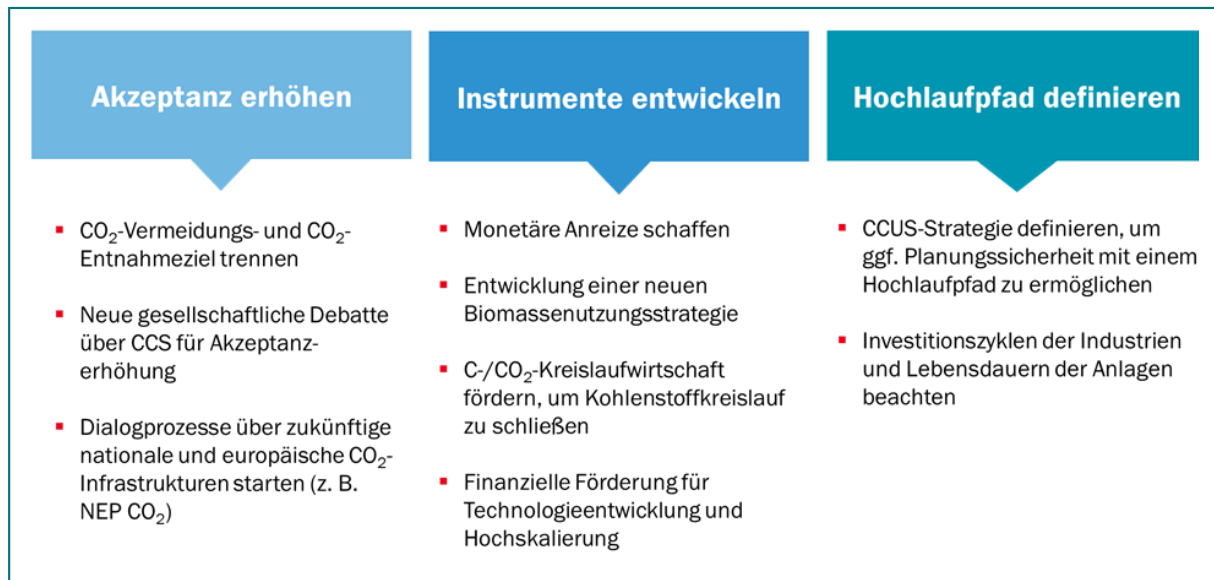 Akzeptanz erhöhen
▪ CO₂-Vermeidungs- und CO₂-
Entnahmeziel trennen
▪ Neue gesellschaftliche Debatte
über CCS für Akzeptanz-
erhöhung
▪ Dialogprozesse über zukünftige
nationale und europäische CO₂-
Infrastrukturen starten (z. B.
NEP CO₂)
Instrumente entwickeln
▪ Monetäre Anreize schaffen
▪ Entwicklung einer neuen
Biomassenutzungsstrategie
▪ C-/CO₂-Kreislaufwirtschaft
fördern, um Kohlenstoffkreislauf
zu schließen
▪ Finanzielle Förderung für
Technologieentwicklung und
Hochskalierung
Hochlaufpfad definieren
▪ CCUS-Strategie definieren, um
ggf. Planungssicherheit mit einem
Hochlaufpfad zu ermöglichen
▪ Investitionszyklen der Industrien
und Lebensdauern der Anlagen
beachten